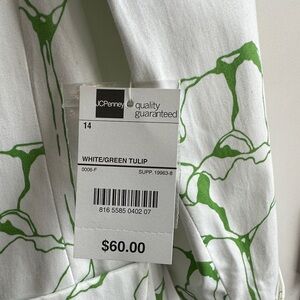 JCPenney quality
guaranteed
14
WHITE/GREEN TULIP
0006-F SUPP. 19963-8
816 5585 0402 07
$60.00